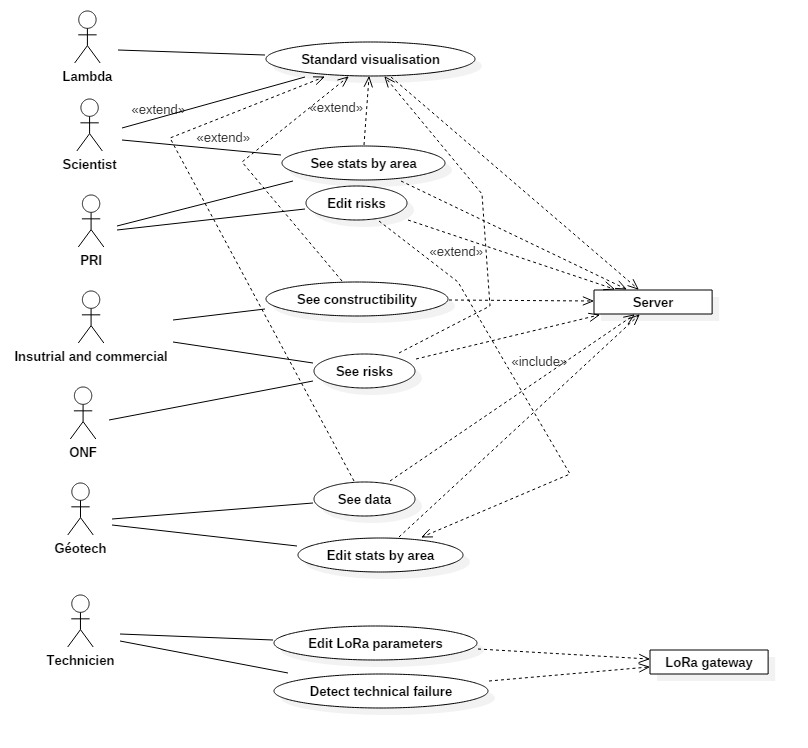 Lambda
Standard visualisation
«extend»
«extend»
«extend»
Scientist
See stats by area
Edit risks
PRI
«extend»
See constructibility
Server
Insutrial and commercial
See risks
«include»
ONF
See data
Géotech
Edit stats by area
Technicien
Edit LoRa parameters
LoRa gateway
Detect technical failure